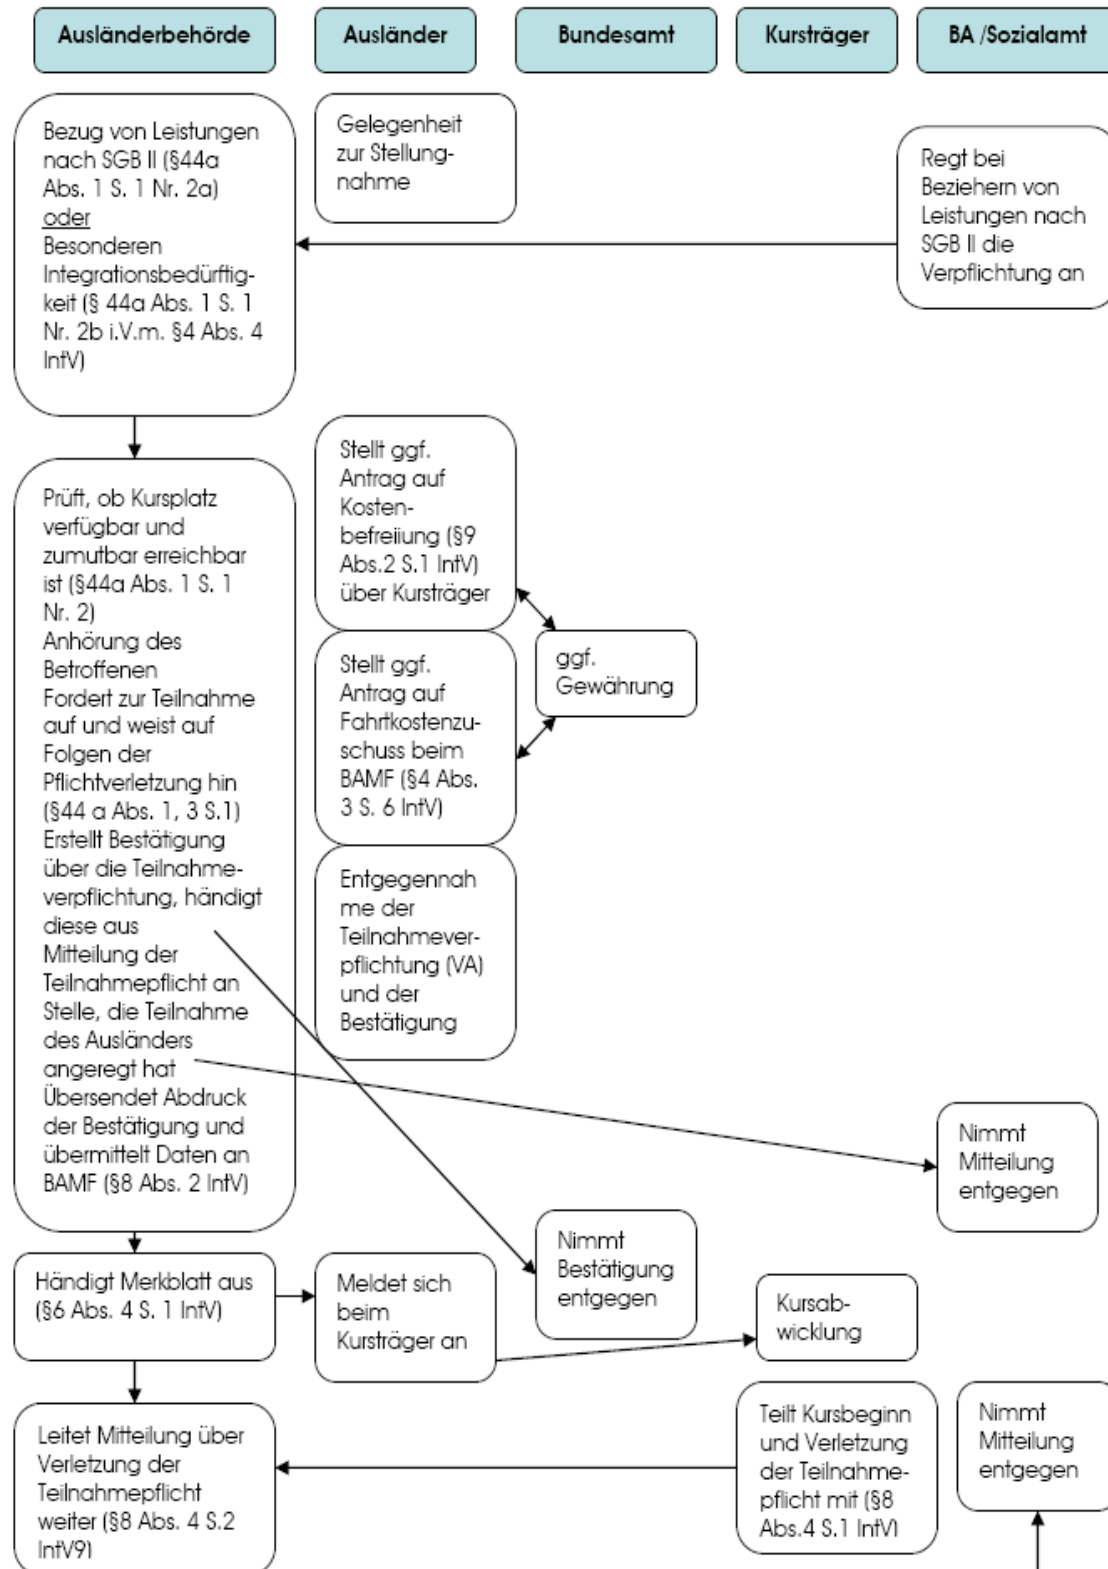 Ausländerbehörde
Ausländer
Bundesamt
Kursträger
BA /Sozialamt
Bezug von Leistungen
nach SGB II (§44a
Abs. 1 S. 1 Nr. 2a)
oder
Besonderen
Integrationsbedürftig-
keit (§ 44a Abs. 1 S. 1
Nr. 2b i.V.m. §4 Abs. 4
IntV)
Gelegenheit
zur Stellung-
nahme
Regt bei
Beziehern von
Leistungen nach
SGB II die
Verpflichtung an
Prüft, ob Kursplatz
verfügbar und
zumutbar erreichbar
ist (§44a Abs. 1 S. 1
Nr. 2)
Anhörung des
Betroffenen
Fordert zur Teilnahme
auf und weist auf
Folgen der
Pflichtverletzung hin
(§44 a Abs. 1, 3 S.1)
Erstellt Bestätigung
über die Teilnahme-
verpflichtung, händigt
diese aus
Mitteilung der
Teilnahmepflicht an
Stelle, die Teilnahme
des Ausländers
angeregt hat
Übersendet Abdruck
der Bestätigung und
übermittelt Daten an
BAMF (§8 Abs. 2 IntV)
Stellt ggf.
Antrag auf
Kosten-
befreiiung (§9
Abs.2 S.1 IntV)
über Kursträger
Stellt ggf.
Antrag auf
Fahrtkostenzu-
schuss beim
BAMF (§4 Abs.
3 S. 6 IntV)
ggf.
Gewährung
Entgegennah
me der
Teilnahmever-
pflichtung (VA)
und der
Bestätigung
Nimmt
Mitteilung
entgegen
Nimmt
Bestätigung
entgegen
Händigt Merkblatt aus
(§6 Abs. 4 S. 1 IntV)
Meldet sich
beim
Kursträger an
Kursab-
wicklung
Leitet Mitteilung über
Verletzung der
Teilnahmepflicht
weiter (§8 Abs. 4 S.2
IntV9)
Teilt Kursbeginn
und Verletzung
der Teilnahme-
pflicht mit (§8
Abs.4 S.1 IntV)
Nimmt
Mitteilung
entgegen